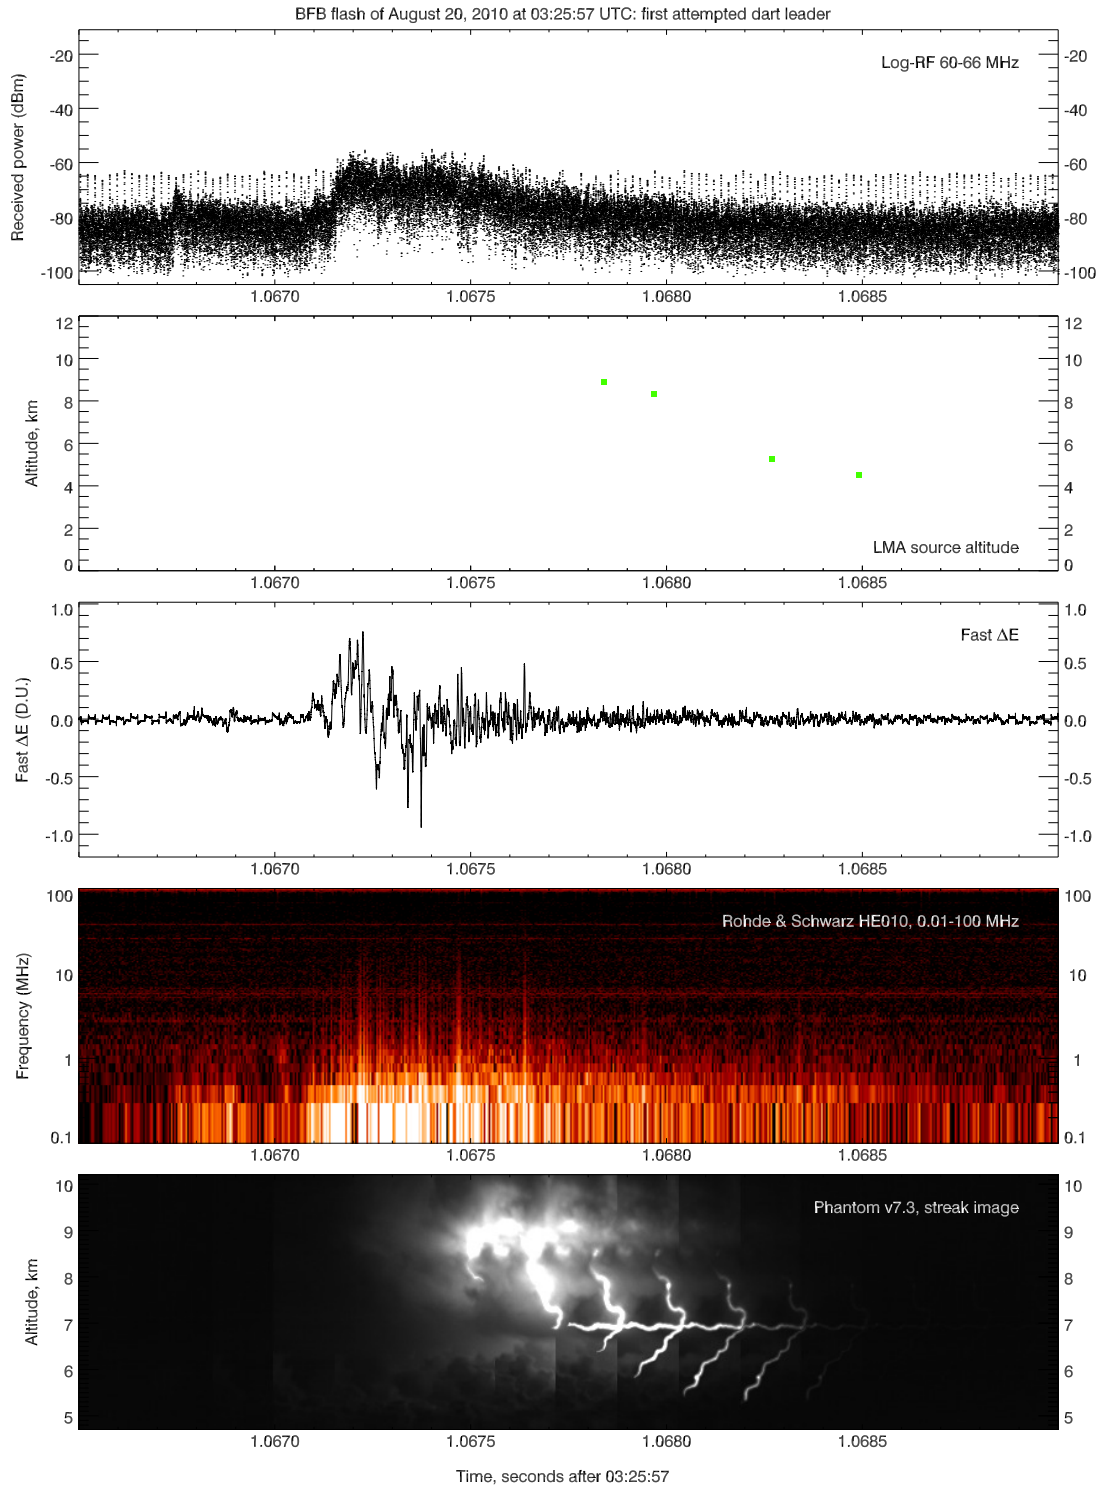 BFB flash of August 20, 2010 at 03:25:57 UTC: first attempted dart leader
Log-RF 60-66 MHz
Received power (dBm)
-20 -20
-40 -40
-60 -60
-80 -80
-100 -100
1.0670 1.0675 1.0680 1.0685
12 12
10 10
8 8
6 6
4 4
2 2
0 0
Altitude, km
LMA source altitude
1.0670 1.0675 1.0680 1.0685
1.0 1.0
Fast ΔE
0.5 0.5
0.0 0.0
-0.5 -0.5
-1.0 -1.0
Fast ΔE (D.U.)
1.0670 1.0675 1.0680 1.0685
100 100
Rohde & Schwarz HE010, 0.01-100 MHz
10 10
1 1
0.1 0.1
Frequency (MHz)
1.0670 1.0675 1.0680 1.0685
10 10
Phantom v7.3, streak image
9 9
8 8
7 7
6 6
5 5
Altitude, km
1.0670 1.0675 1.0680 1.0685
Time, seconds after 03:25:57